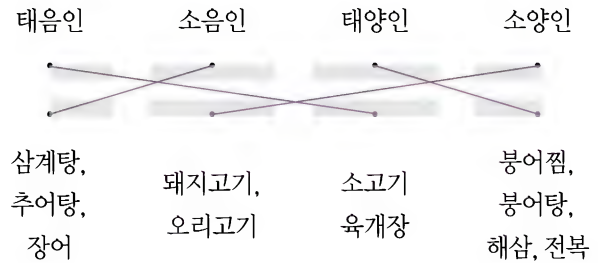 태음인 소음인 태양인 소양인
삼계탕,
추어탕,
장어
돼지고기,
오리고기
소고기
육개장
붕어찜,
붕어탕,
해삼, 전복